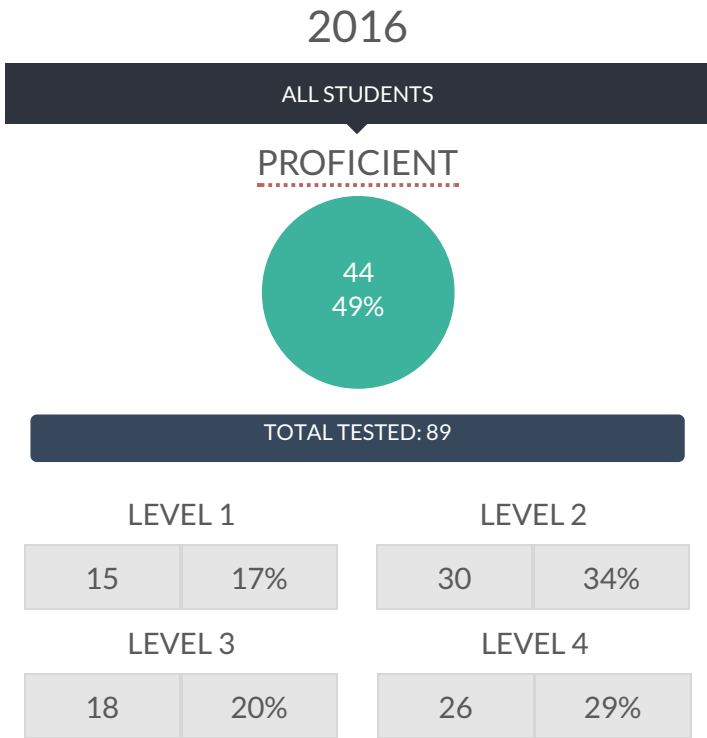 2016
ALL STUDENTS
PROFICIENT
44
49%
TOTAL TESTED: 89
LEVEL 1 LEVEL 2
15 17% 30 34%
LEVEL 3 LEVEL 4
18 20% 26 29%